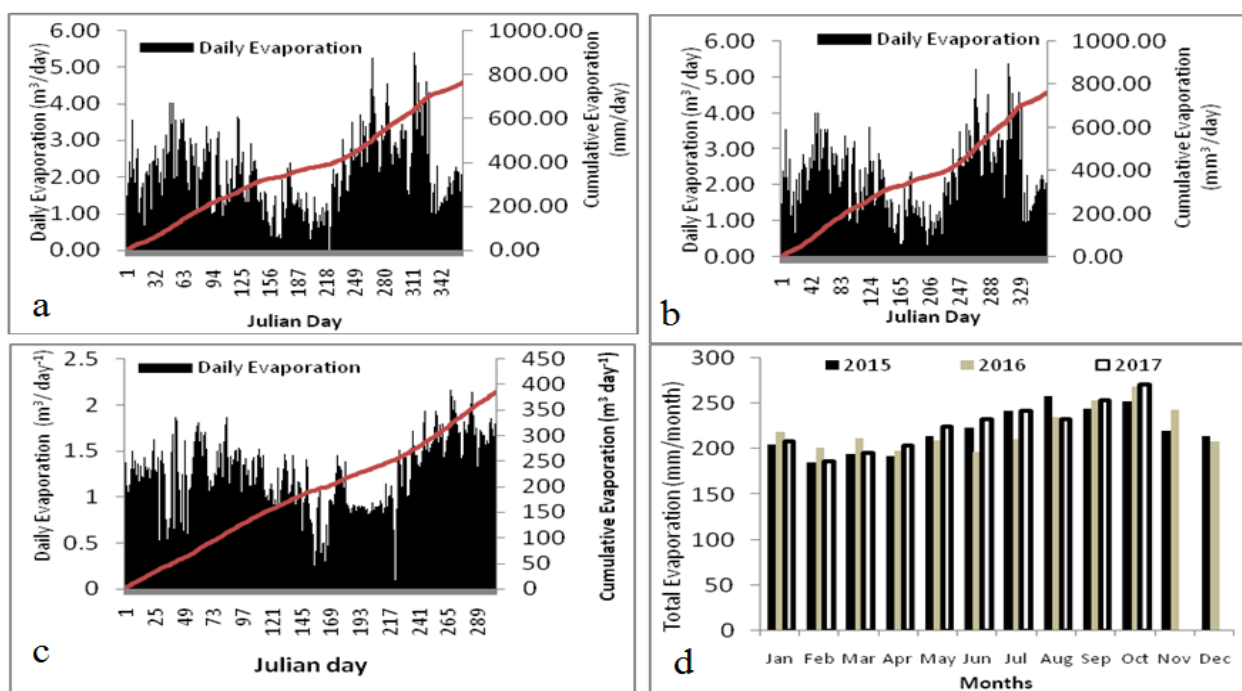 Daily Evaporation
Daily Evaporation (m³/day)
6.00
5.00
4.00
3.00
2.00
1.00
0.00
1000.00
800.00
600.00
400.00
200.00
0.00
Cumulative Evaporation
(mm/day)
1 32 63 94 125 156 187 218 249 280 311 342
Julian Day
a
Daily Evaporation
Daily Evaporation (m³/day)
6.00
5.00
4.00
3.00
2.00
1.00
0.00
1000.00
800.00
600.00
400.00
200.00
0.00
Cumulative Evaporation
(mm³/day)
1 42 83 124 165 206 247 288 329
Julian Day
b
Daily Evaporation
Daily Evaporation (m³/day⁻¹)
2.5
2
1.5
1
0.5
0
450
400
350
300
250
200
150
100
50
0
Cumulative Evaporation (m³ day⁻¹)
1 25 49 73 97 121 145 169 193 217 241 265 289
Julian day
c
2015 2016 2017
Total Evaporation (mm/month)
300
250
200
150
100
50
0
Jan Feb Mar Apr May Jun Jul Aug Sep Oct Nov Dec
Months
d